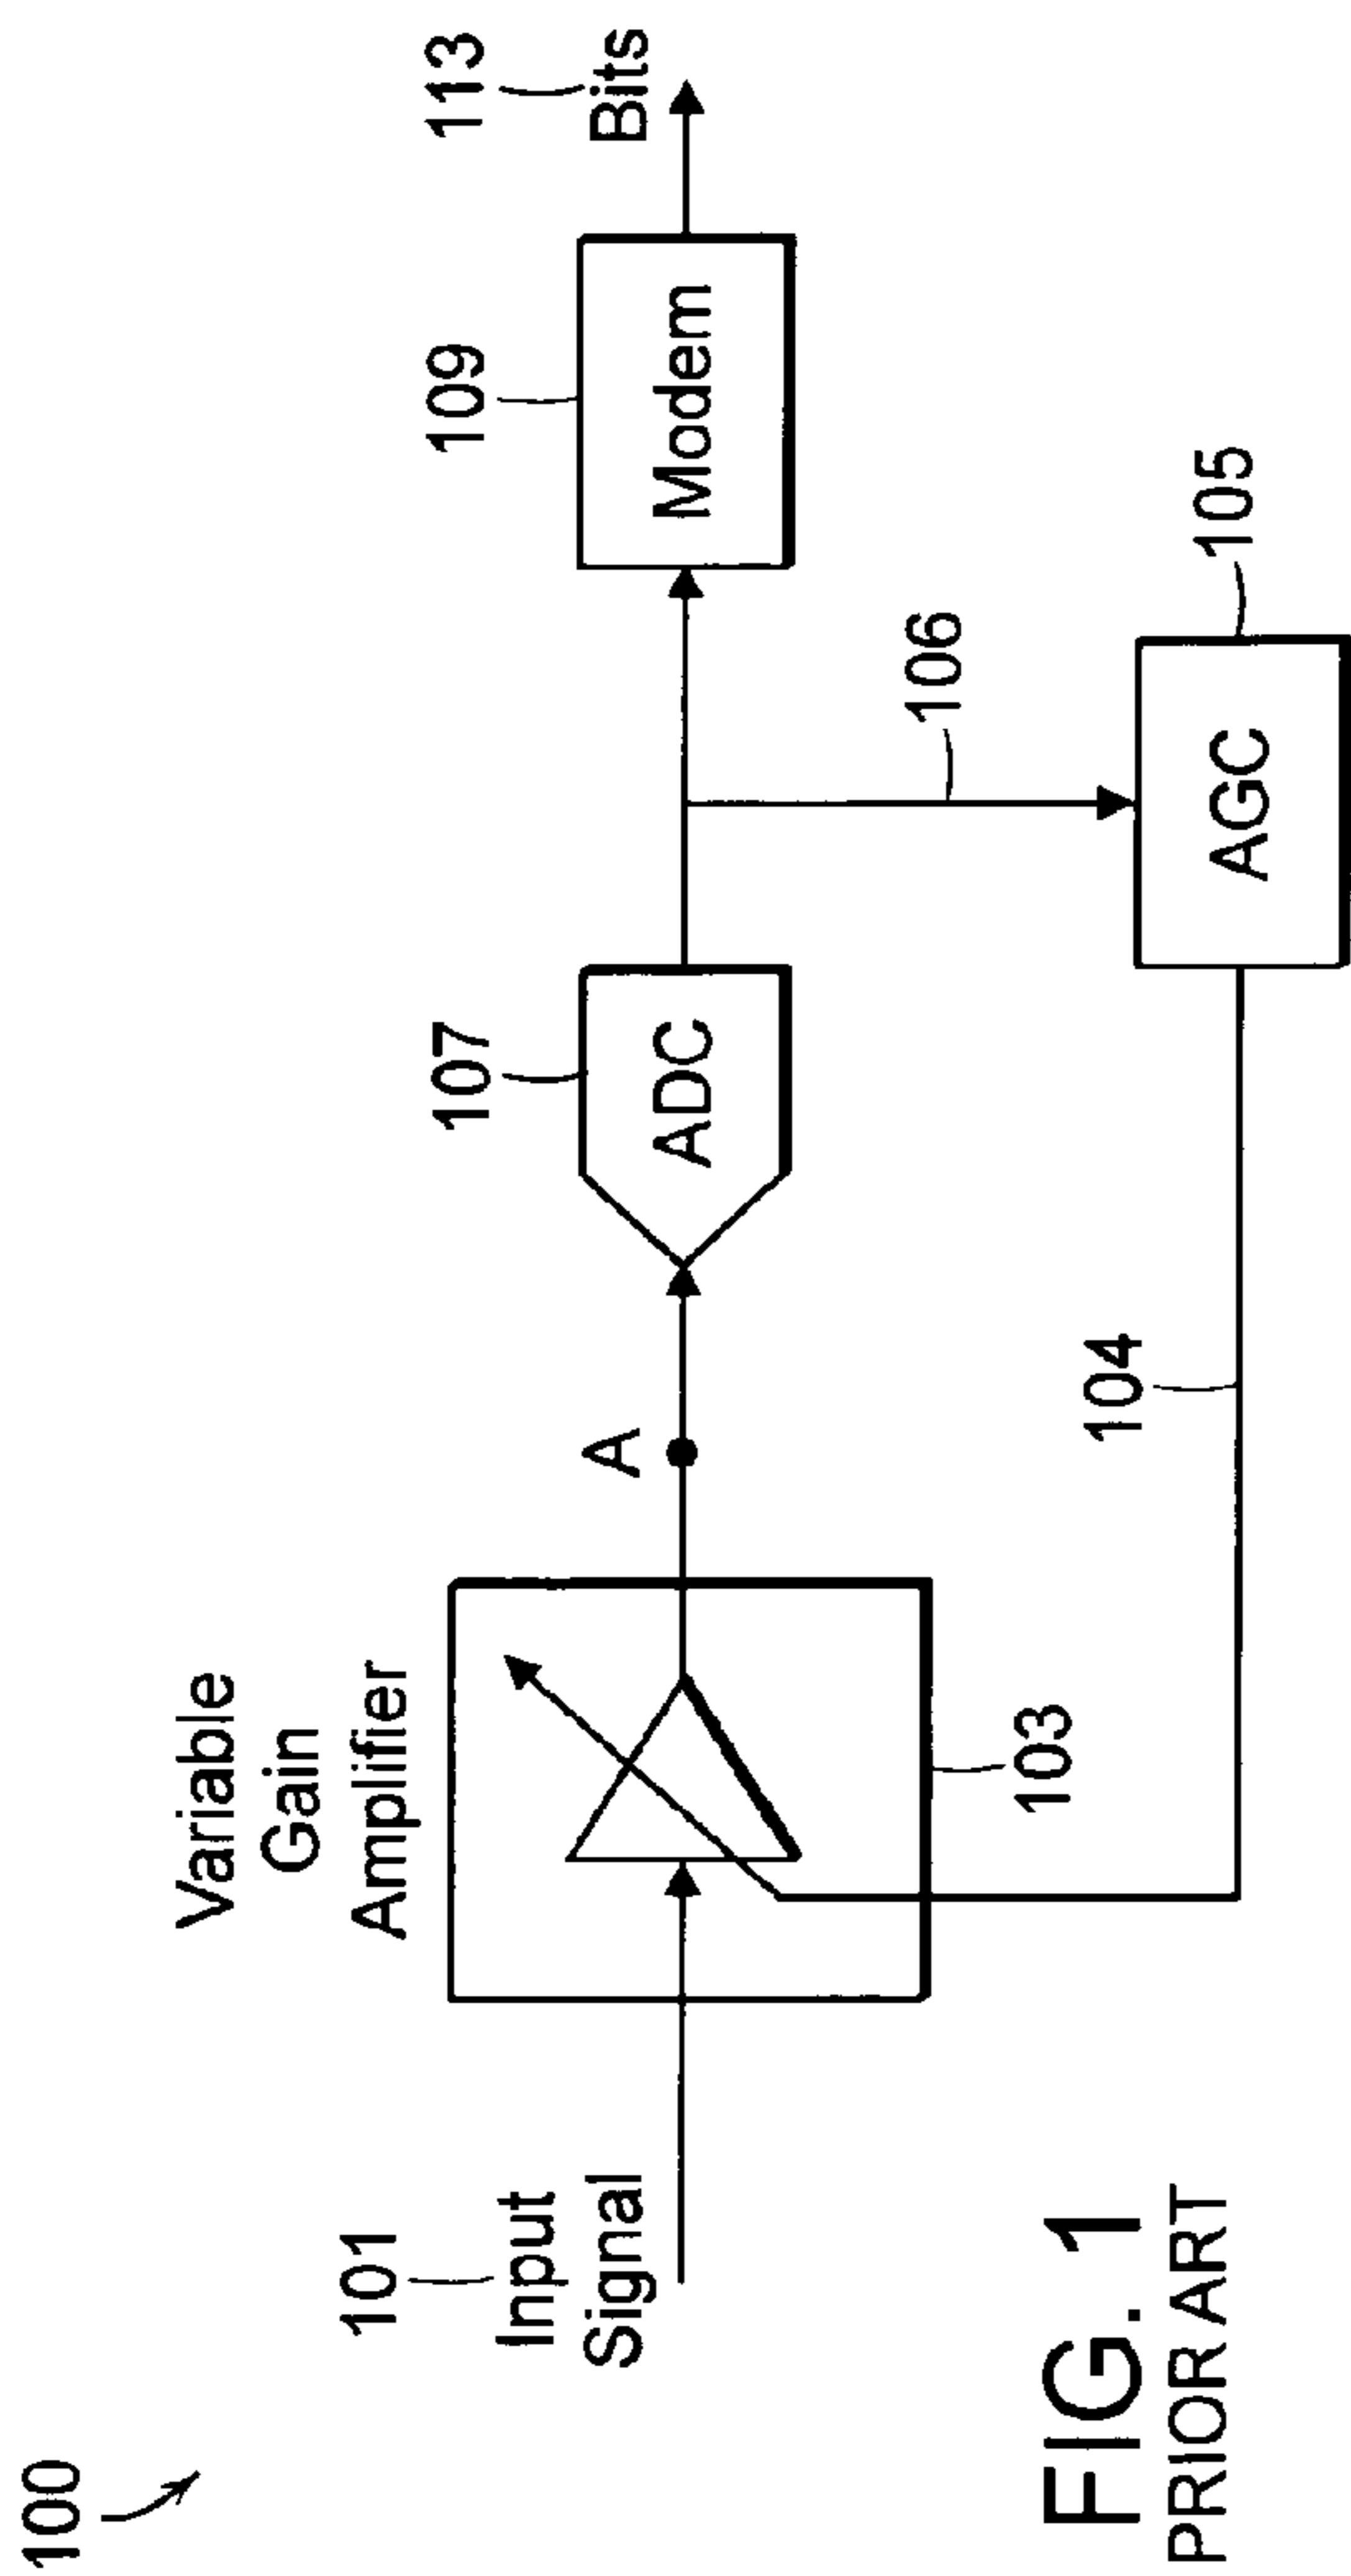 100
101
Input
Signal
Variable
Gain
Amplifier
103
A
104
107
ADC
106
AGC
105
109
Modem
113
Bits
FIG. 1
PRIOR ART